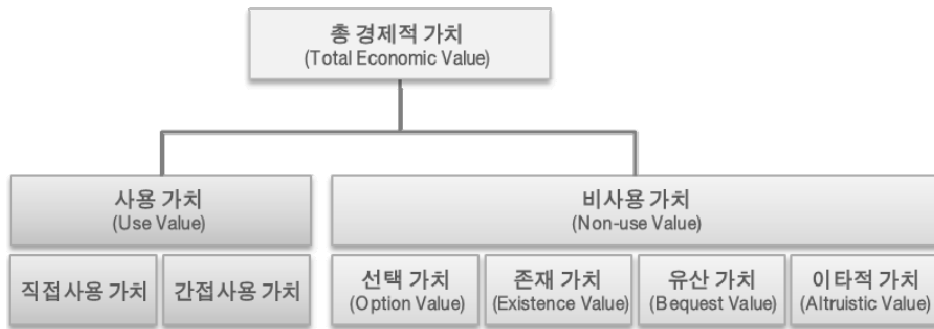 총 경제적 가치
(Total Economic Value)
사용 가치
(Use Value)
비사용 가치
(Non-use Value)
직접사용 가치
간접사용 가치
선택 가치
(Option Value)
존재 가치
(Existence Value)
유산 가치
(Bequest Value)
이타적 가치
(Altruistic Value)